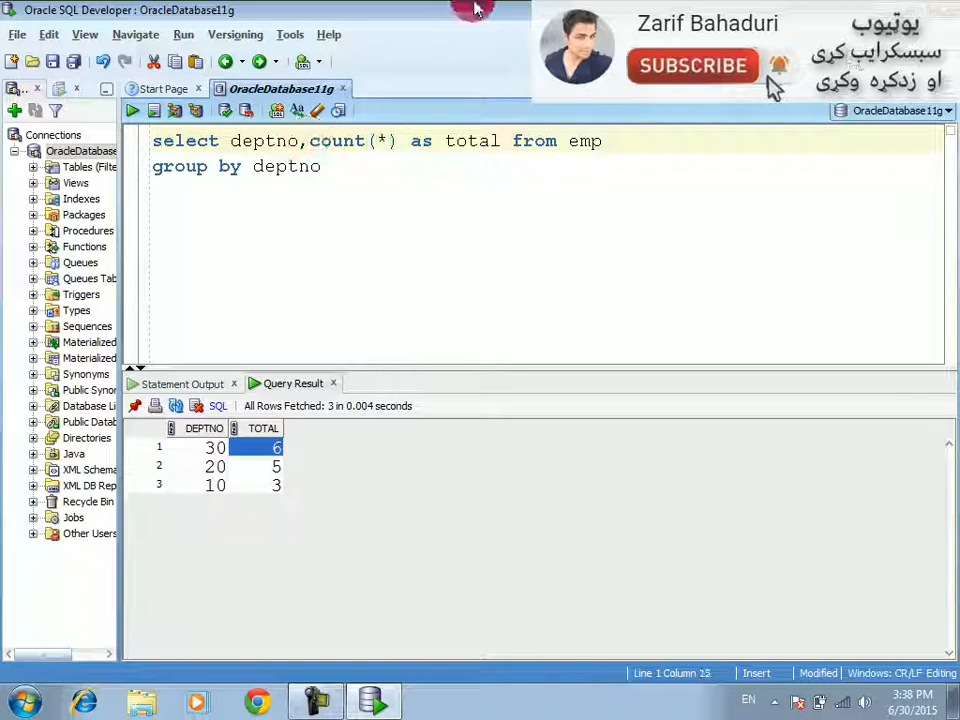 Oracle SQL Developer : OracleDatabase11g
File Edit View Navigate Run Versioning Tools Help
Zarif Bahaduri
SUBSCRIBE
یوټیوب
سبسکرایب کړی
او زدکړه وکړی
Start Page
OracleDatabase11g
OracleDatabase11g
Connections
OracleDatabas
Tables (Filte
Views
Indexes
Packages
Procedures
Functions
Queues
Queues Tab
Triggers
Types
Sequences
Materialized
Materialized
Synonyms
Public Synor
Database Li
Public Datab
Directories
Java
XML Schema
XML DB Rep
Recycle Bin
Jobs
Other Users
select deptno,count(*) as total from emp
group by deptno
Statement Output
Query Result
SQL | All Rows Fetched: 3 in 0.004 seconds
DEPTNO TOTAL
1 30 6
2 20 5
3 10 3
Line 1 Column 15 Insert Modified Windows: CR/LF Editing
EN
3:38 PM
6/30/2015